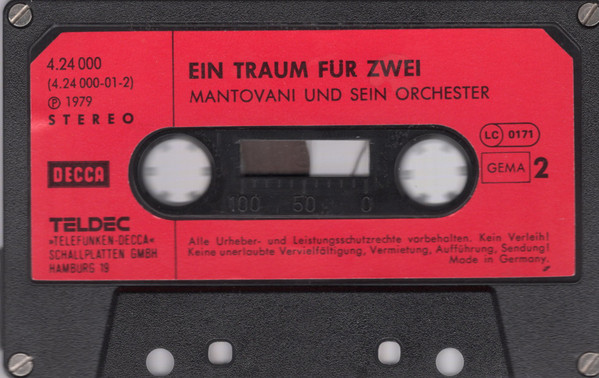 4.24 000
(4.24 000-01-2)
Ⓟ 1979
STEREO
EIN TRAUM FÜR ZWEI
MANTOVANI UND SEIN ORCHESTER
LC 0171
GEMA 2
DECCA
100 50 0
TELDEC
»TELEFUNKEN-DECCA«
SCHALLPLATTEN GMBH
HAMBURG 19
Alle Urheber- und Leistungsschutzrechte vorbehalten. Kein Verleih!
Keine unerlaubte Vervielfältigung, Vermietung, Aufführung, Sendung!
Made in Germany.